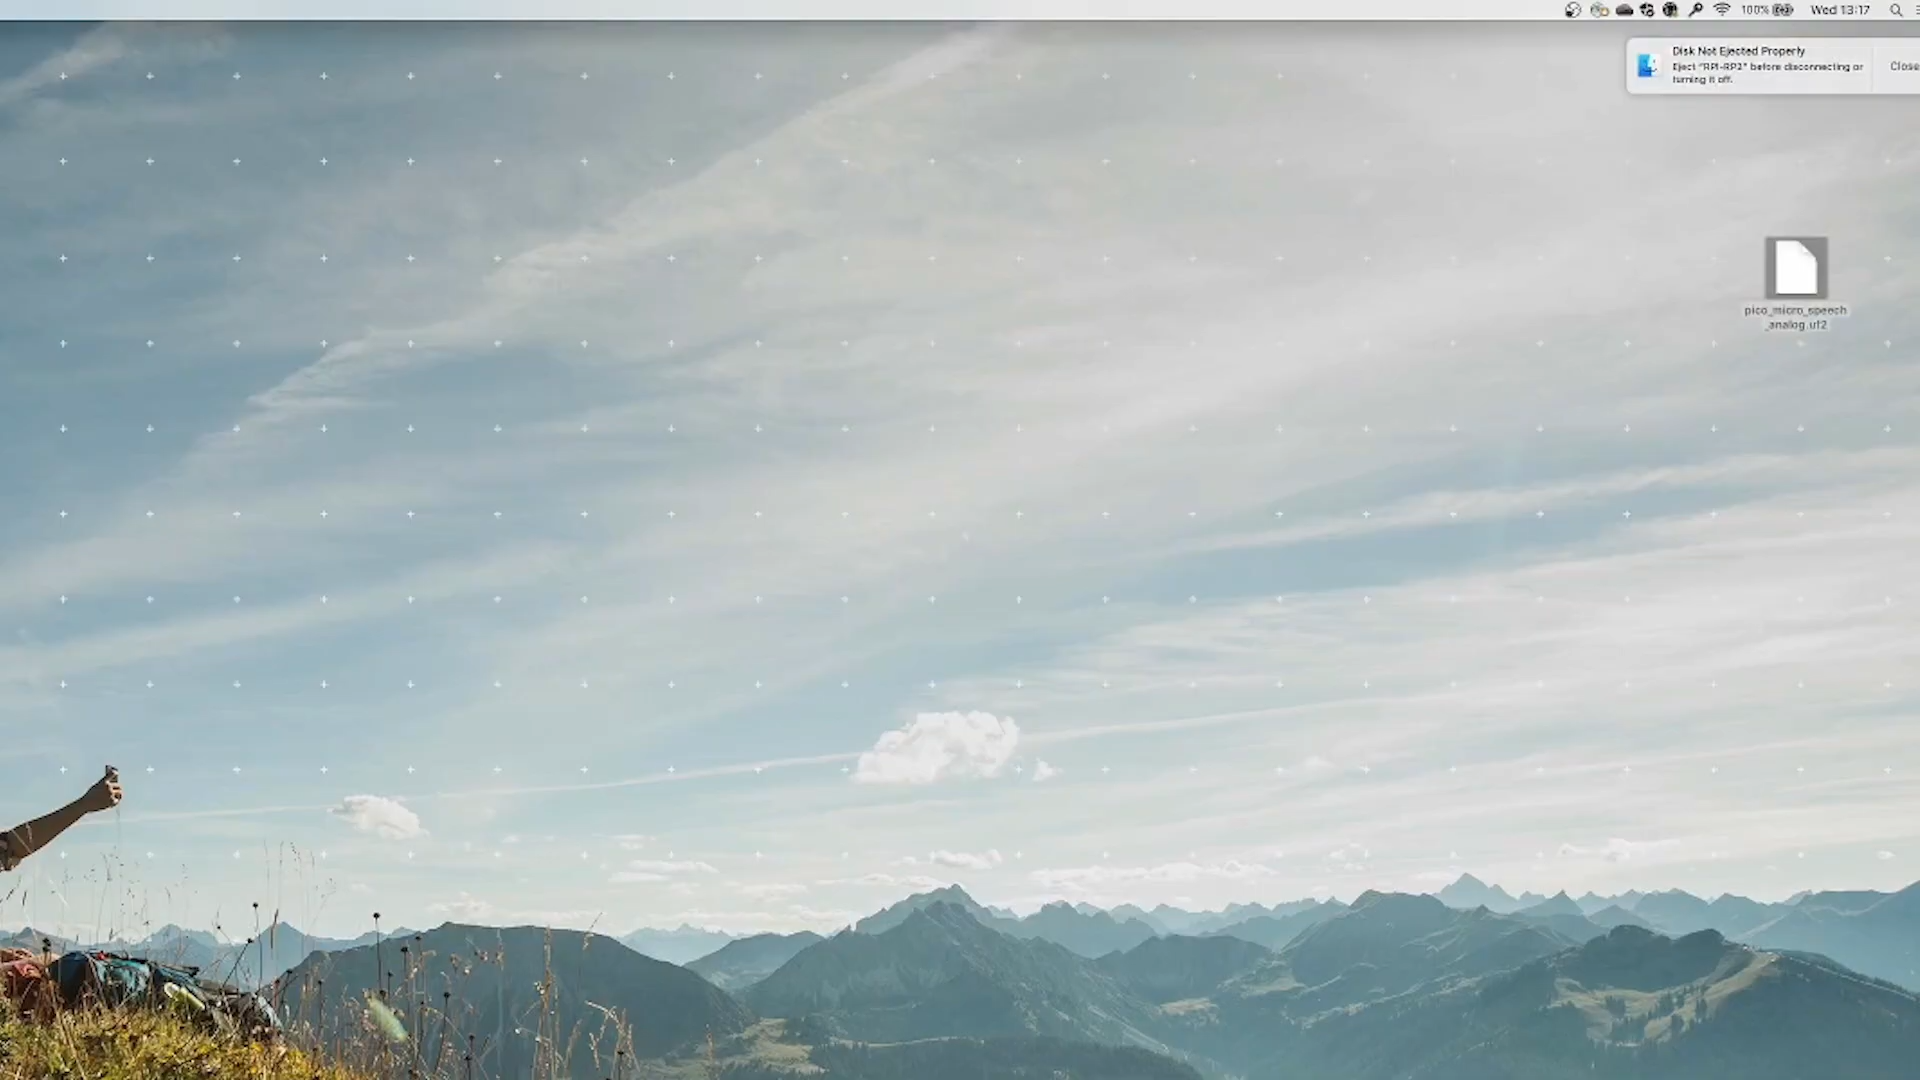 100%
Wed 13:17
Disk Not Ejected Properly
Eject "RPI-RP2" before disconnecting or
turning it off.
Close
pico_micro_speech
_analog.uf2